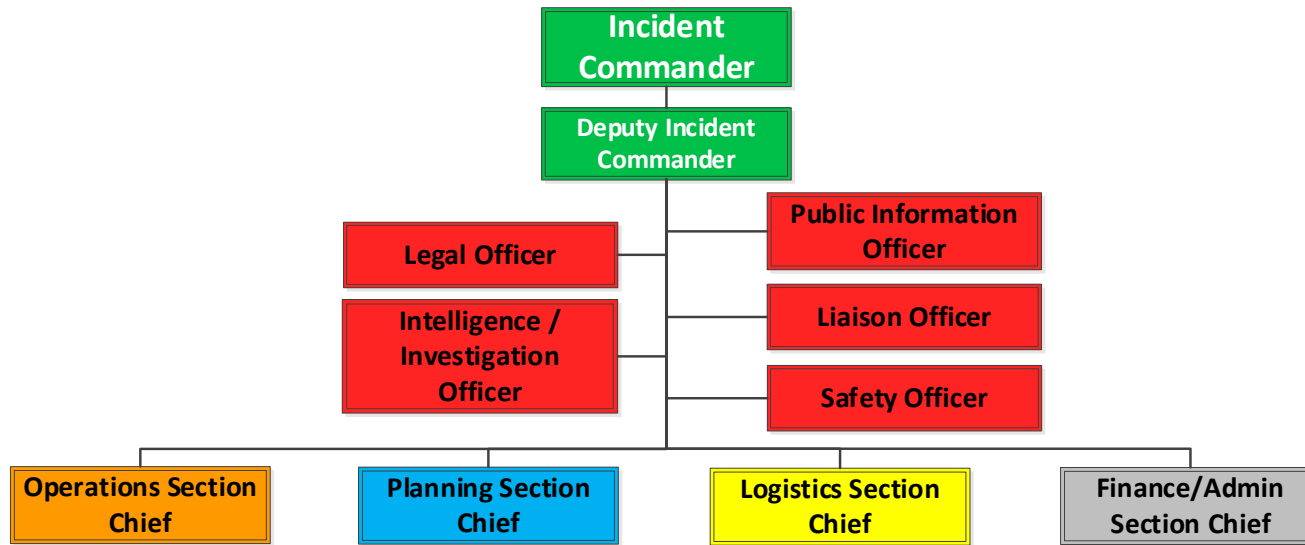 Incident
Commander
Deputy Incident
Commander
Public Information
Officer
Legal Officer
Liaison Officer
Intelligence /
Investigation
Officer
Safety Officer
Operations Section
Chief
Planning Section
Chief
Logistics Section
Chief
Finance/Admin
Section Chief